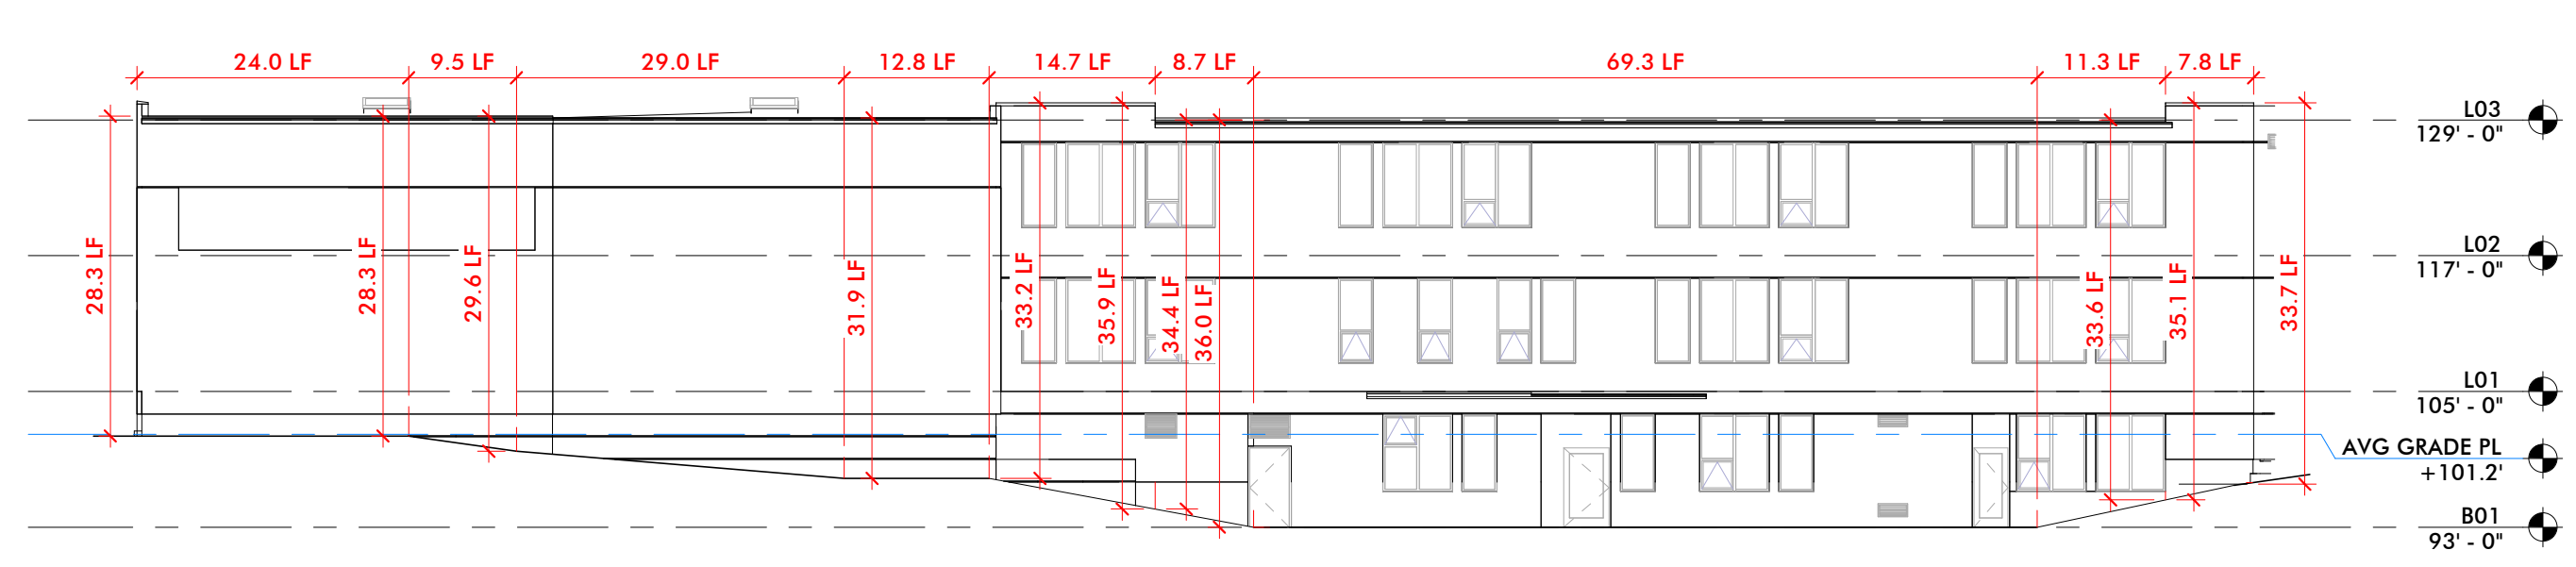 24.0 LF
9.5 LF
29.0 LF
12.8 LF
14.7 LF
8.7 LF
69.3 LF
11.3 LF
7.8 LF
28.3 LF
28.3 LF
29.6 LF
31.9 LF
33.2 LF
35.9 LF
34.4 LF
36.0 LF
33.6 LF
35.1 LF
33.7 LF
L03
129' - 0"
L02
117' - 0"
L01
105' - 0"
AVG GRADE PL
+101.2'
B01
93' - 0"